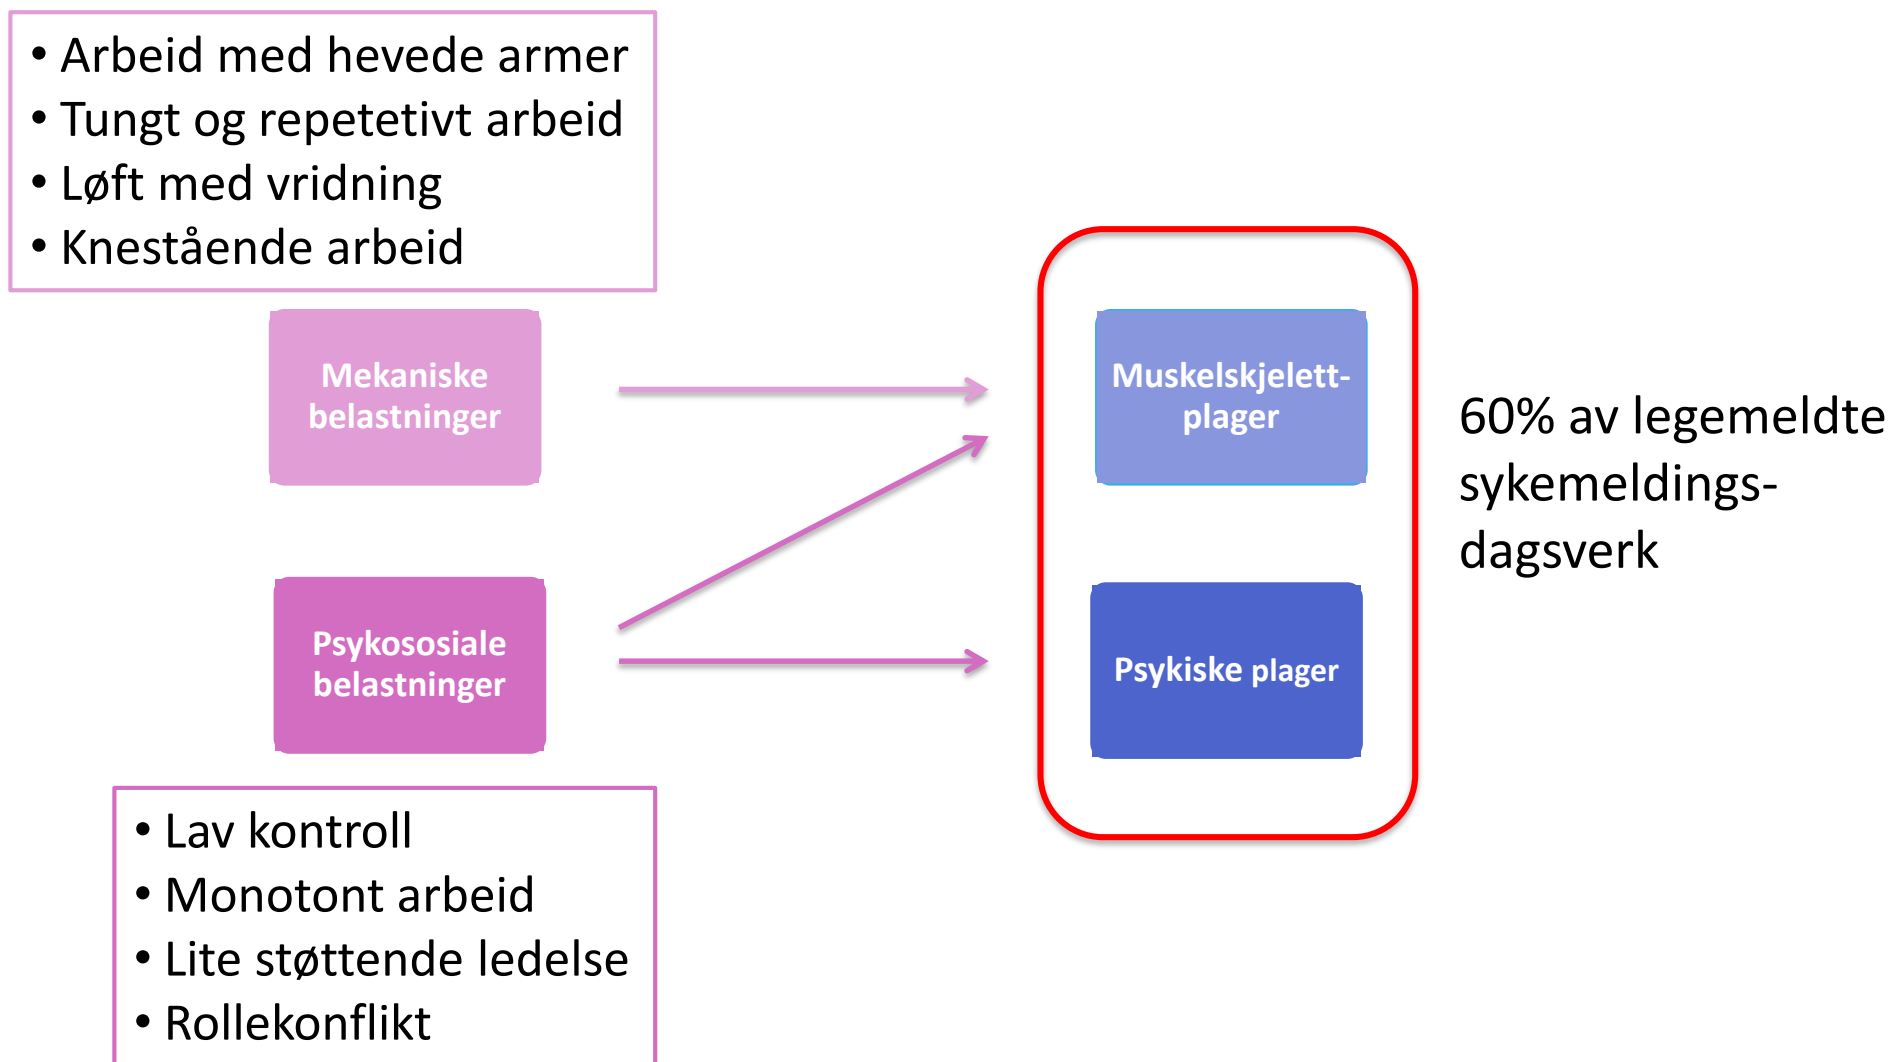 • Arbeid med hevede armer
• Tungt og repetetivt arbeid
• Løft med vridning
• Knestående arbeid
Mekaniske
belastninger
Muskelskjelett-
plager
60% av legemeldte
sykemeldings-
dagsverk
Psykososiale
belastninger
Psykiske plager
• Lav kontroll
• Monotont arbeid
• Lite støttende ledelse
• Rollekonflikt